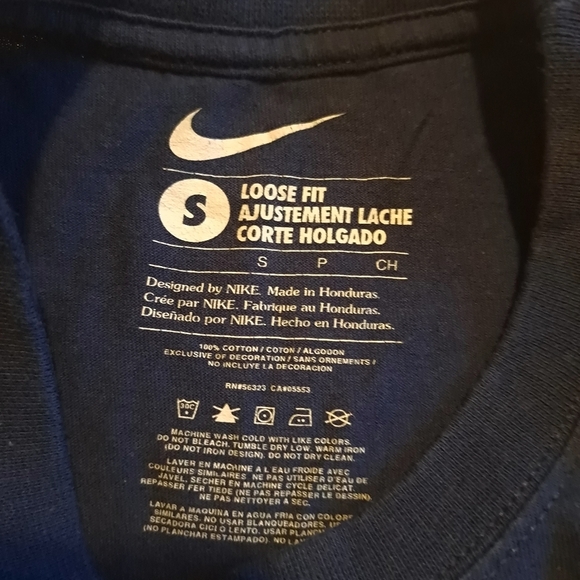 S LOOSE FIT
AJUSTEMENT LACHE
CORTE HOLGADO
S P CH
Designed by NIKE. Made in Honduras.
Crée par NIKE. Fabrique au Honduras.
Diseñado por NIKE. Hecho en Honduras.
100% COTTON / COTON / ALGODON
EXCLUSIVE OF DECORATION / SANS ORNEMENTS /
NO INCLUYE LA DECORACION
RN#56323 CA#05553
30C
MACHINE WASH COLD WITH LIKE COLORS.
DO NOT BLEACH. TUMBLE DRY LOW. WARM IRON
(DO NOT IRON DESIGN). DO NOT DRY CLEAN.
LAVER EN MACHINE A L'EAU FROIDE AVEC
COULEURS SIMILAIRES. NE PAS UTILISER D'EAU DE
JAVEL. SECHER EN MACHINE CYCLE DELICAT.
REPASSER FER TIEDE (NE PAS REPASSER LE DESSIN).
NE PAS NETTOYER A SEC.
LAVAR A MAQUINA EN AGUA FRIA CON
SIMILARES. NO USAR BLANQUEADORES.
SECADORA CICLO LENTO. USAR
(NO PLANCHAR ESTAMPADO).